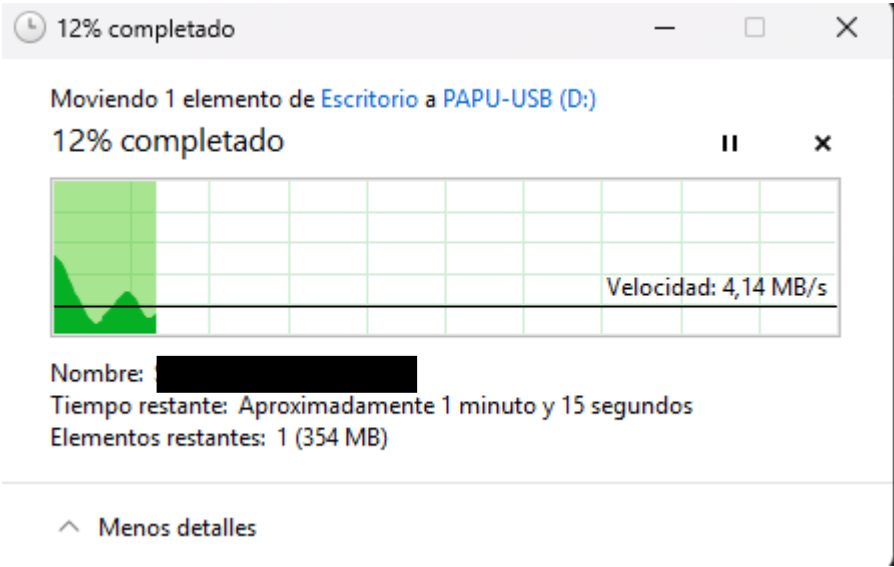 12% completado
Moviendo 1 elemento de Escritorio a PAPU-USB (D:)
12% completado
Velocidad: 4,14 MB/s
Nombre:
Tiempo restante: Aproximadamente 1 minuto y 15 segundos
Elementos restantes: 1 (354 MB)
Menos detalles